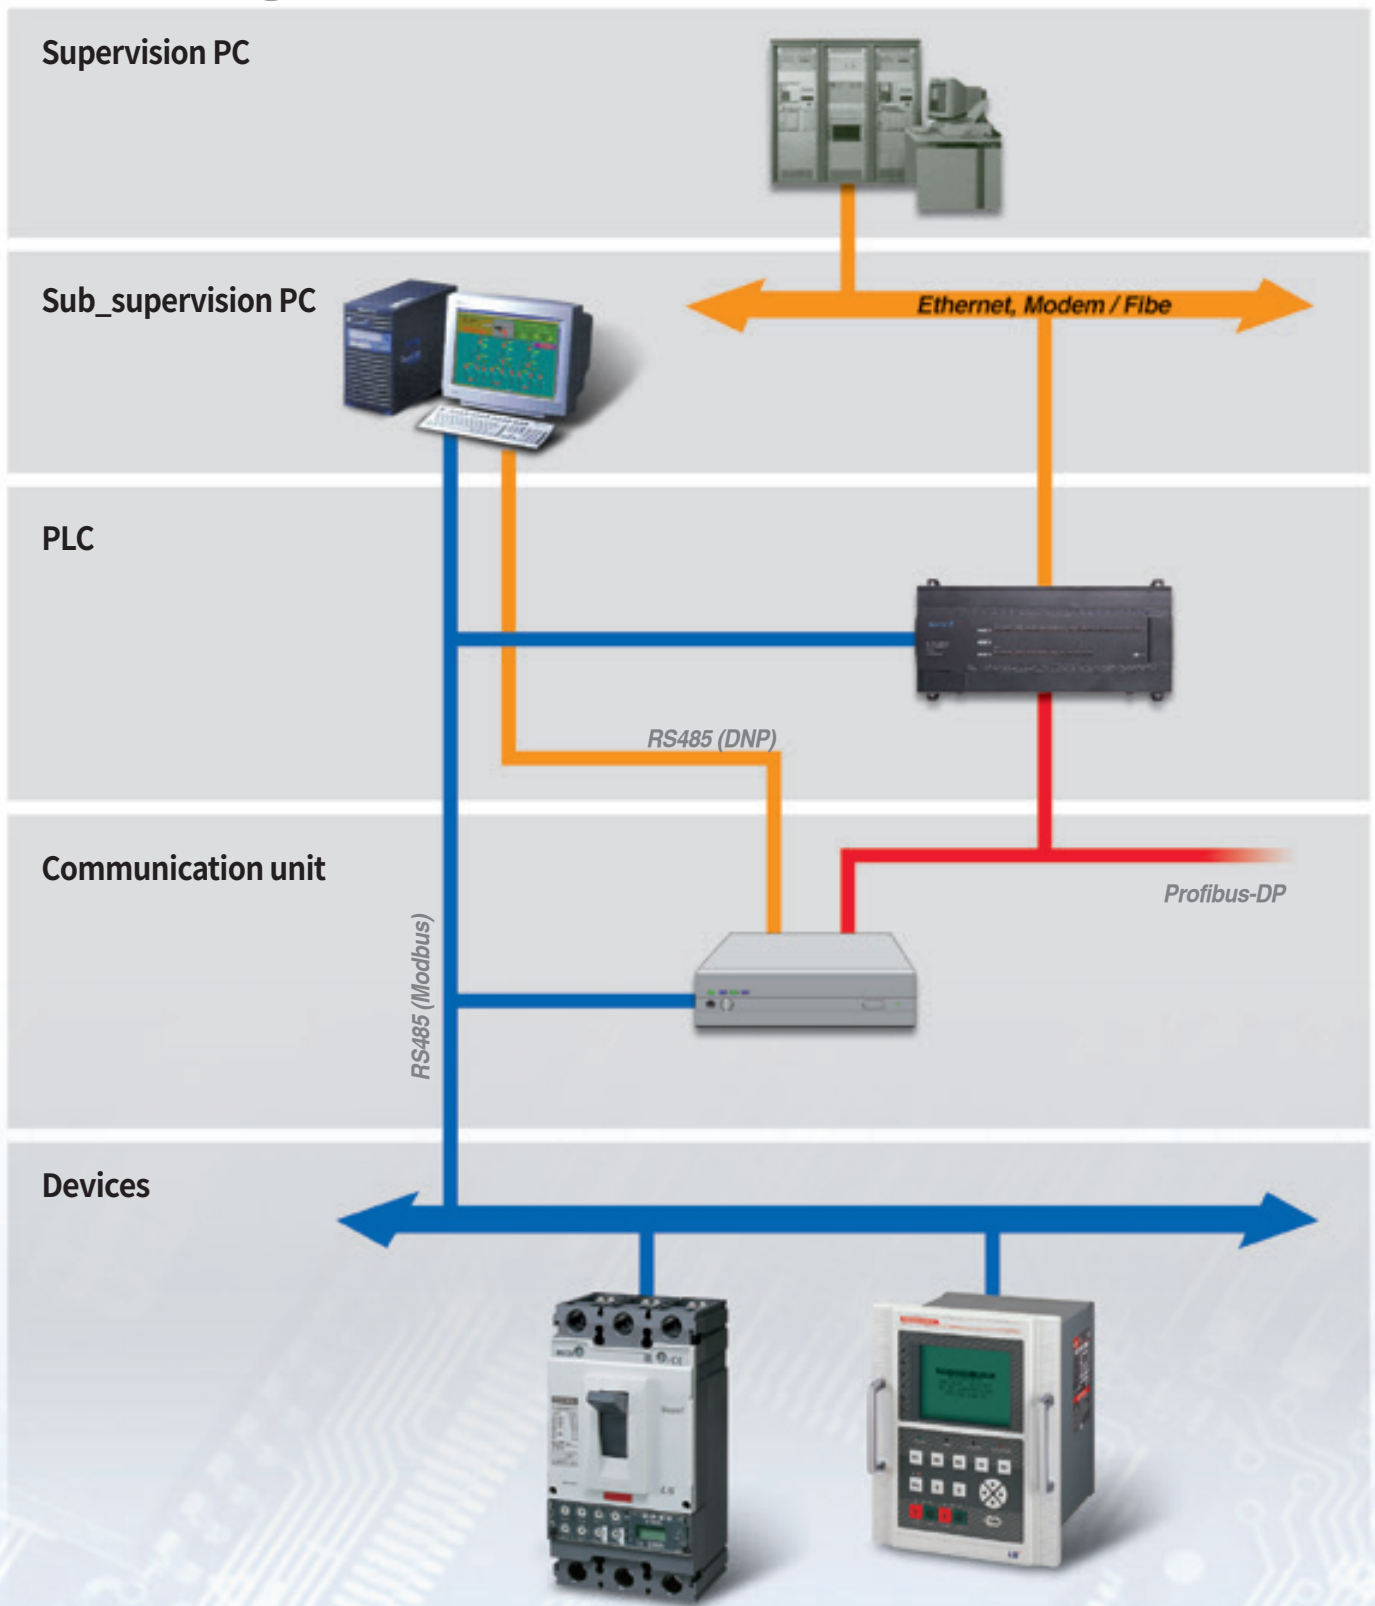 Supervision PC
Sub_supervision PC
Ethernet, Modem / Fibe
PLC
RS485 (DNP)
Communication unit
Profibus-DP
RS485 (Modbus)
Devices